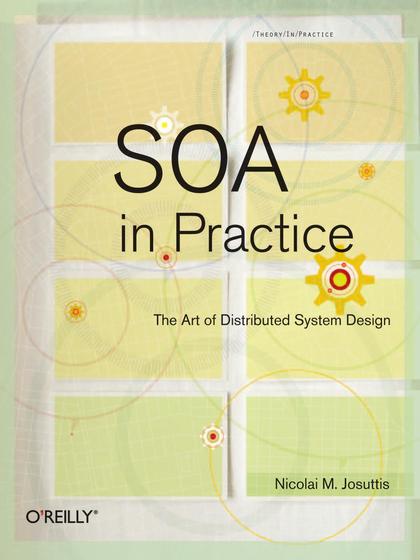 /THEORY/IN/PRACTICE
SOA
in Practice
The Art of Distributed System Design
Nicolai M. Josuttis
O'REILLY®